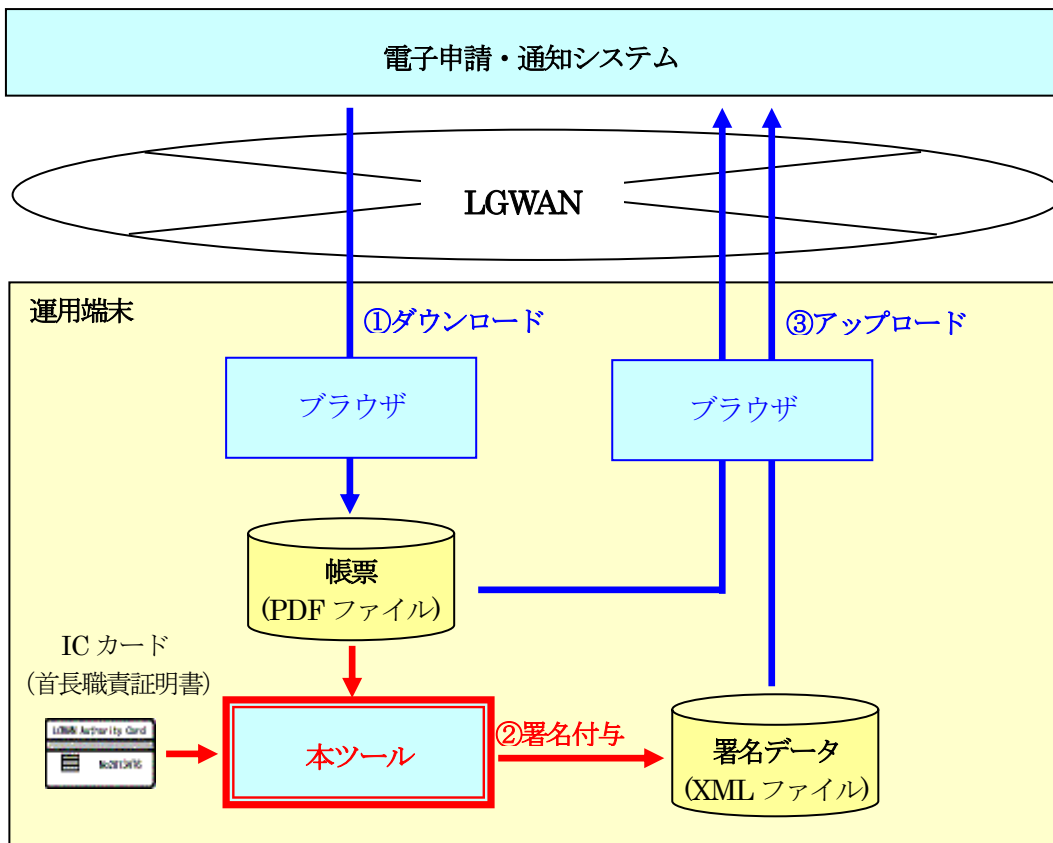 電子申請・通知システム
LGWAN
運用端末
①ダウンロード
③アップロード
ブラウザ
ブラウザ
帳票
(PDF ファイル)
IC カード
(首長職責証明書)
LGWAN Authority Card
本ツール
②署名付与
署名データ
(XML ファイル)